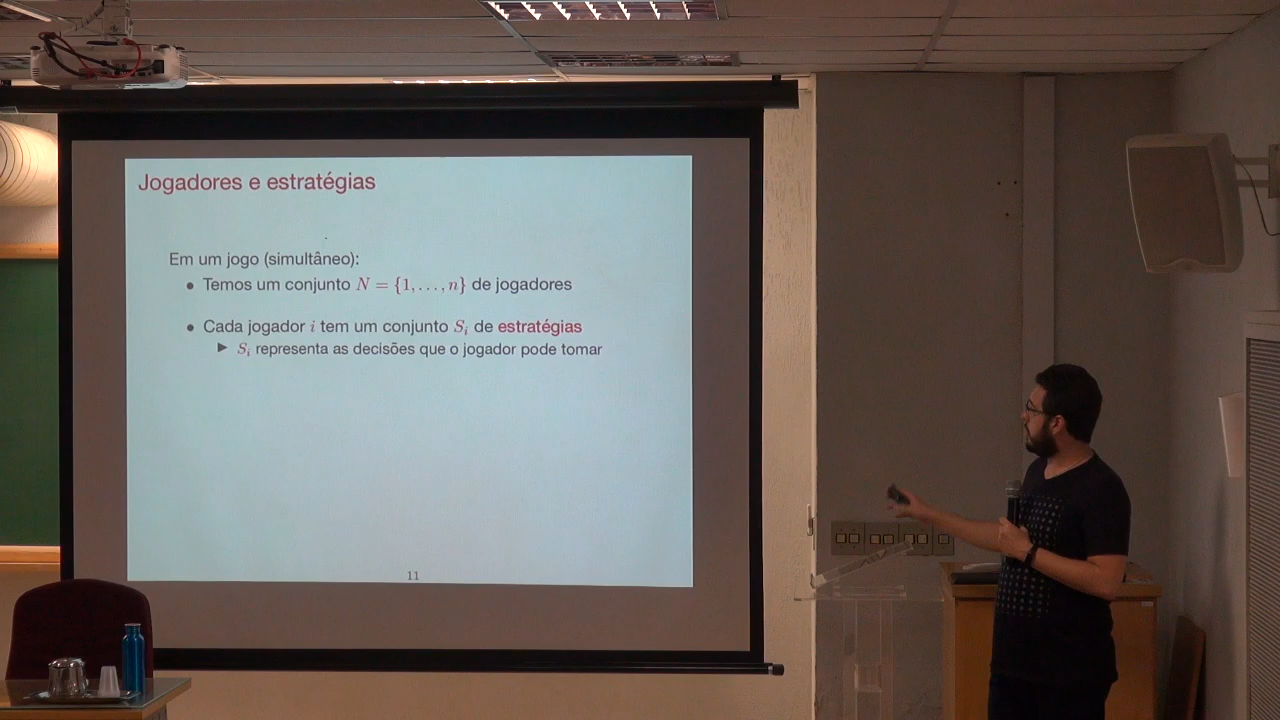 Jogadores e estratégias
Em um jogo (simultâneo):
• Temos um conjunto N = {1, . . . , n} de jogadores
• Cada jogador i tem um conjunto Sᵢ de estratégias
▶ Sᵢ representa as decisões que o jogador pode tomar
11